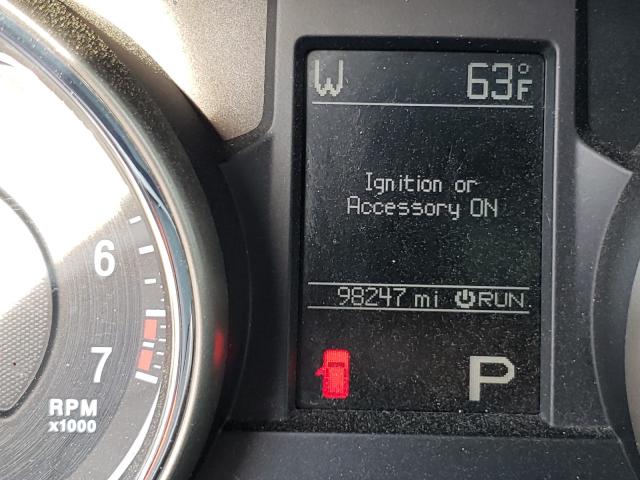 W 63°F
Ignition or
Accessory ON
98247 mi RUN
P
6
7
RPM
x1000